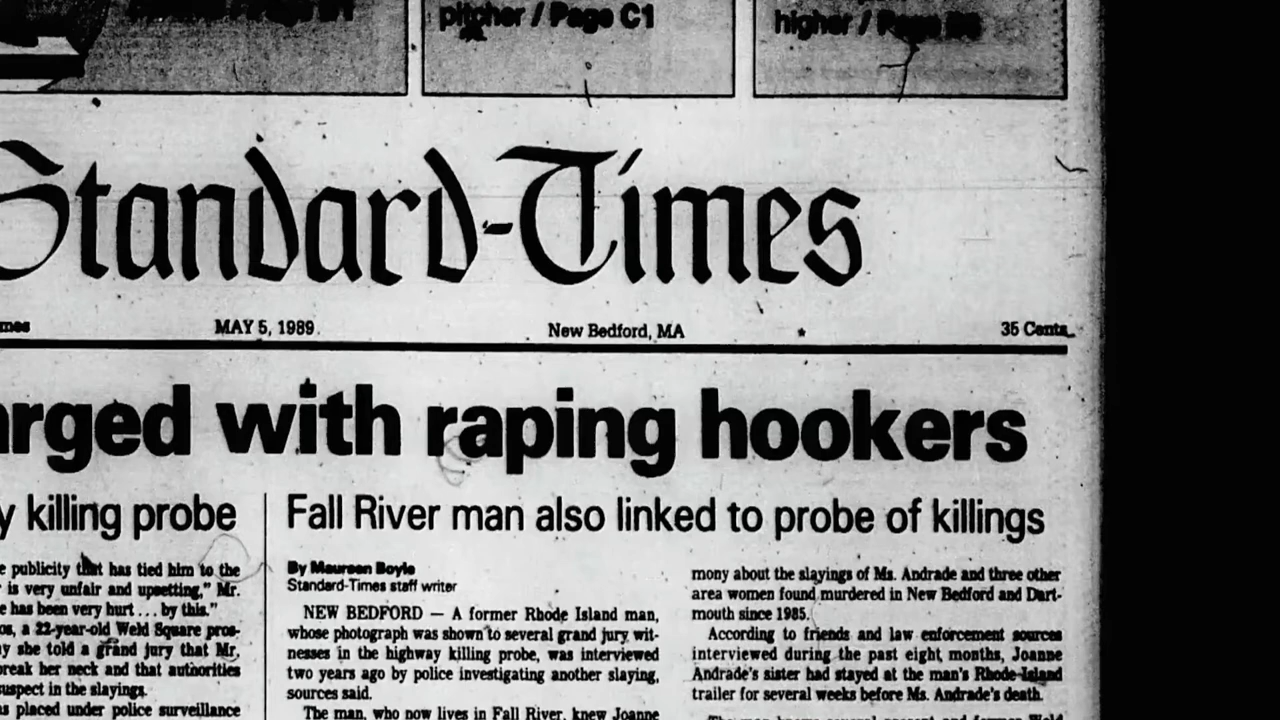 pitcher / Page C1
higher / Page
Standard-Times
mes
MAY 5, 1989
New Bedford, MA
35 Cents
arged with raping hookers
y killing probe
e publicity that has tied him to the
r is very unfair and upsetting," Mr.
e has been very hurt . . . by this."
os, a 22-year-old Weld Square pros-
y she told a grand jury that Mr.
break her neck and that authorities
suspect in the slayings.
as placed under police surveillance
Fall River man also linked to probe of killings
By Maureen Boyle
Standard-Times staff writer
NEW BEDFORD — A former Rhode Island man,
whose photograph was shown to several grand jury wit-
nesses in the highway killing probe, was interviewed
two years ago by police investigating another slaying,
sources said.
The man, who now lives in Fall River, knew Joanne
mony about the slayings of Ms. Andrade and three other
area women found murdered in New Bedford and Dart-
mouth since 1985.
According to friends and law enforcement sources
interviewed during the past eight months, Joanne
Andrade's sister had stayed at the man's Rhode Island
trailer for several weeks before Ms. Andrade's death.